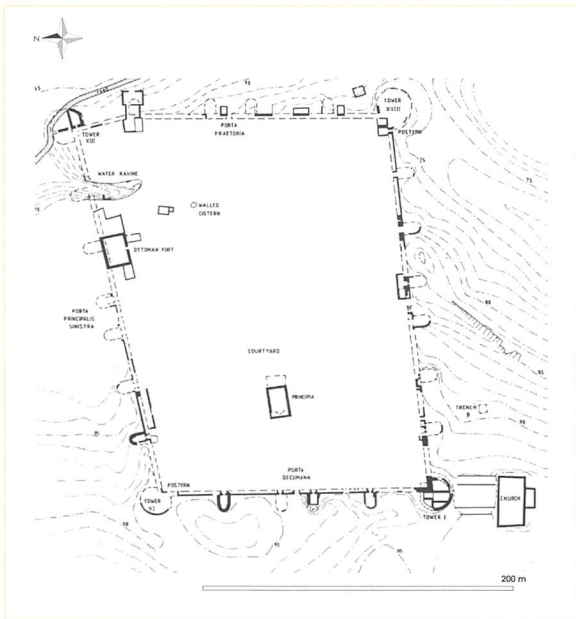 N
TOWER
XVIII
POSTERN
TOWER
XIII
PORTA
PRAETORIA
WATER RAVINE
WALLED
CISTERN
OTTOMAN FORT
PORTA
PRINCIPALIS
SINISTRA
COURTYARD
PRINCIPIA
TRENCH
B
PORTA
DECUMANA
POSTERN
TOWER
VI
TOWER I
CHURCH
200 m